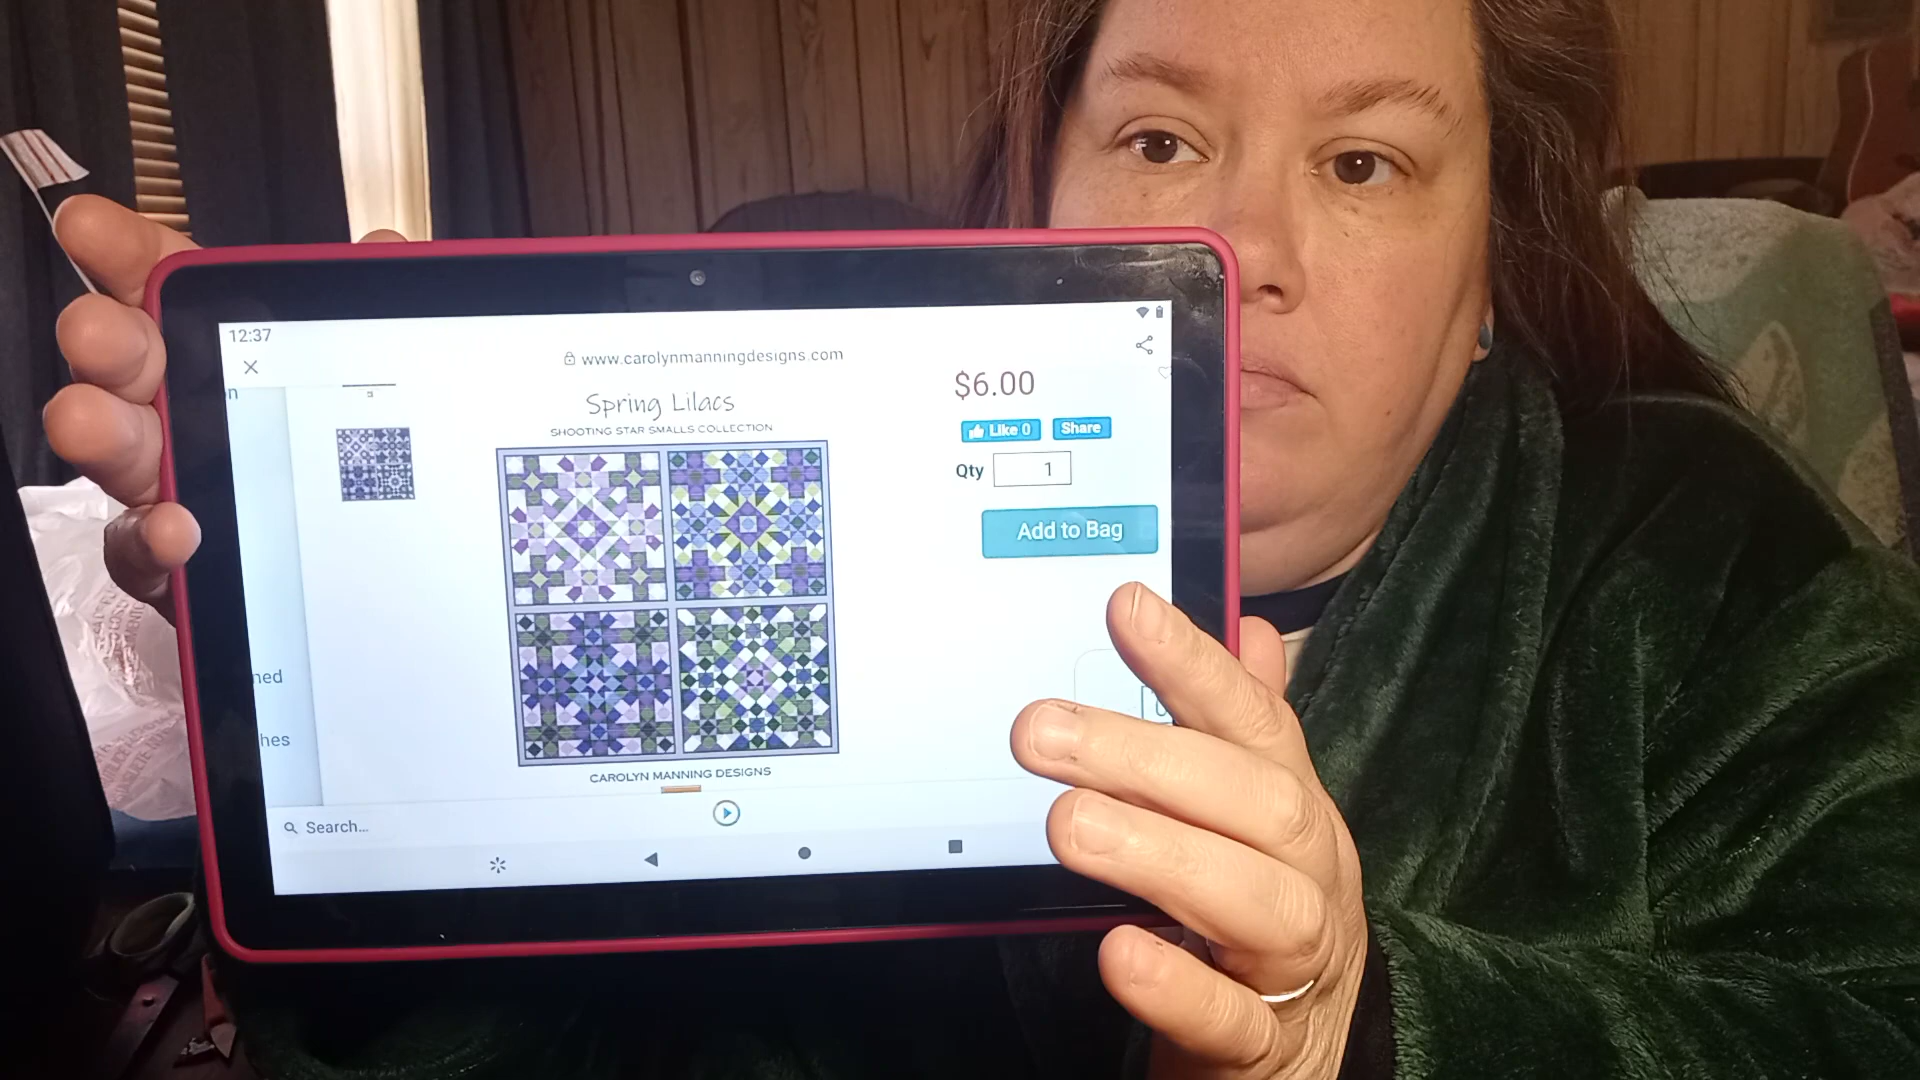 12:37
www.carolynmanningdesigns.com
n
Spring Lilacs
SHOOTING STAR SMALLS COLLECTION
$6.00
Like 0 Share
Qty 1
Add to Bag
ned
hes
CAROLYN MANNING DESIGNS
Search...